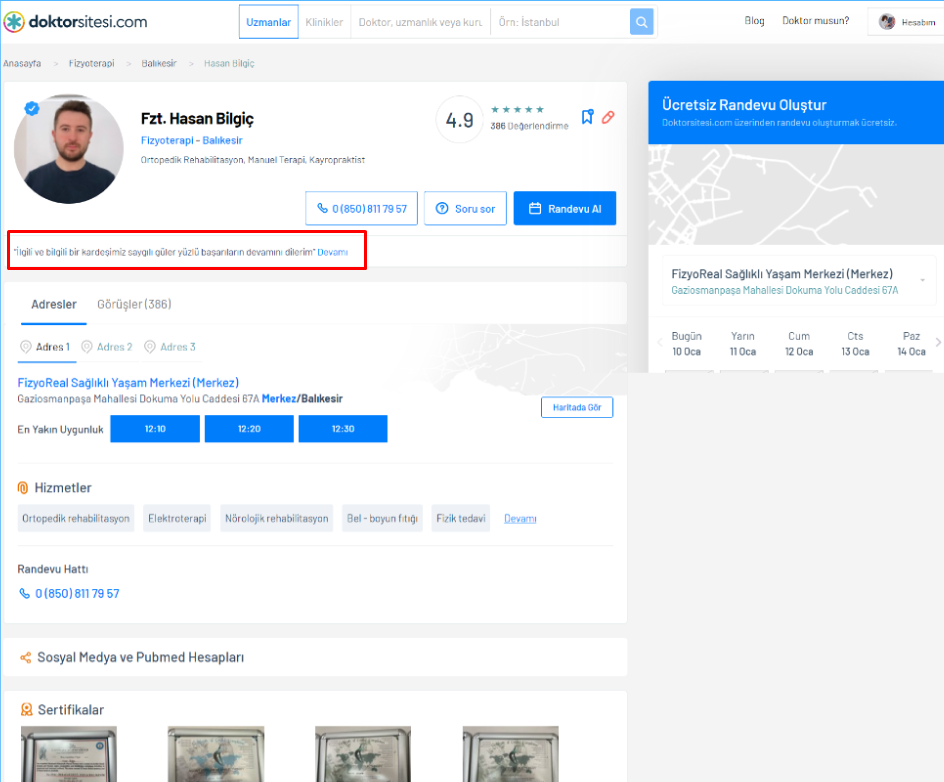 doktorsitesi.com
Uzmanlar
Klinikler
Doktor, uzmanlık veya kuru
Örn: İstanbul
Blog
Doktor musun?
Hesabım
Anasayfa > Fizyoterapi > Balıkesir > Hasan Bilgiç
Fzt. Hasan Bilgiç
Fizyoterapi - Balıkesir
Ortopedik Rehabilitasyon, Manuel Terapi, Kayropraktist
4.9
386 Değerlendirme
0 (850) 811 79 57
Soru sor
Randevu Al
"İlgili ve bilgili bir kardeşimiz saygılı güler yüzlü başarıların devamını dilerim" Devamı
Adresler
Görüşler (386)
Adres 1
Adres 2
Adres 3
FizyoReal Sağlıklı Yaşam Merkezi (Merkez)
Gaziosmanpaşa Mahallesi Dokuma Yolu Caddesi 67A Merkez/Balıkesir
Haritada Gör
En Yakın Uygunluk
12:10
12:20
12:30
Hizmetler
Ortopedik rehabilitasyon
Elektroterapi
Nörolojik rehabilitasyon
Bel - boyun fıtığı
Fizik tedavi
Devamı
Randevu Hattı
0 (850) 811 79 57
Sosyal Medya ve Pubmed Hesapları
Sertifikalar
Ücretsiz Randevu Oluştur
Doktorsitesi.com üzerinden randevu oluşturmak ücretsiz.
FizyoReal Sağlıklı Yaşam Merkezi (Merkez)
Gaziosmanpaşa Mahallesi Dokuma Yolu Caddesi 67A
Bugün Yarın Cum Cts Paz
10 Oca 11 Oca 12 Oca 13 Oca 14 Oca